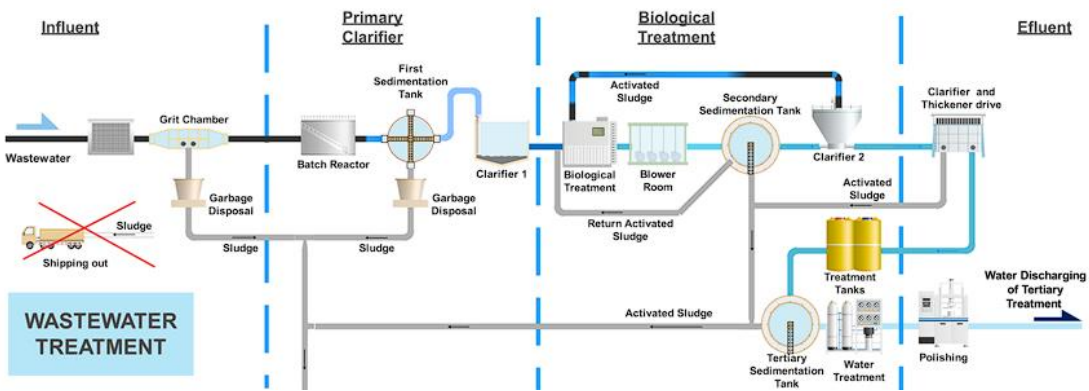 Influent
Primary
Clarifier
Biological
Treatment
Efluent
First
Sedimentation
Tank
Activated
Sludge
Secondary
Sedimentation Tank
Clarifier and
Thickener drive
Grit Chamber
Wastewater
Batch Reactor
Clarifier 1
Biological
Treatment
Blower
Room
Clarifier 2
Garbage
Disposal
Garbage
Disposal
Activated
Sludge
Return Activated
Sludge
Sludge
Shipping out
Sludge
Sludge
Treatment
Tanks
Water Discharging
of Tertiary
Treatment
WASTEWATER
TREATMENT
Activated Sludge
Tertiary
Sedimentation
Tank
Water
Treatment
Polishing